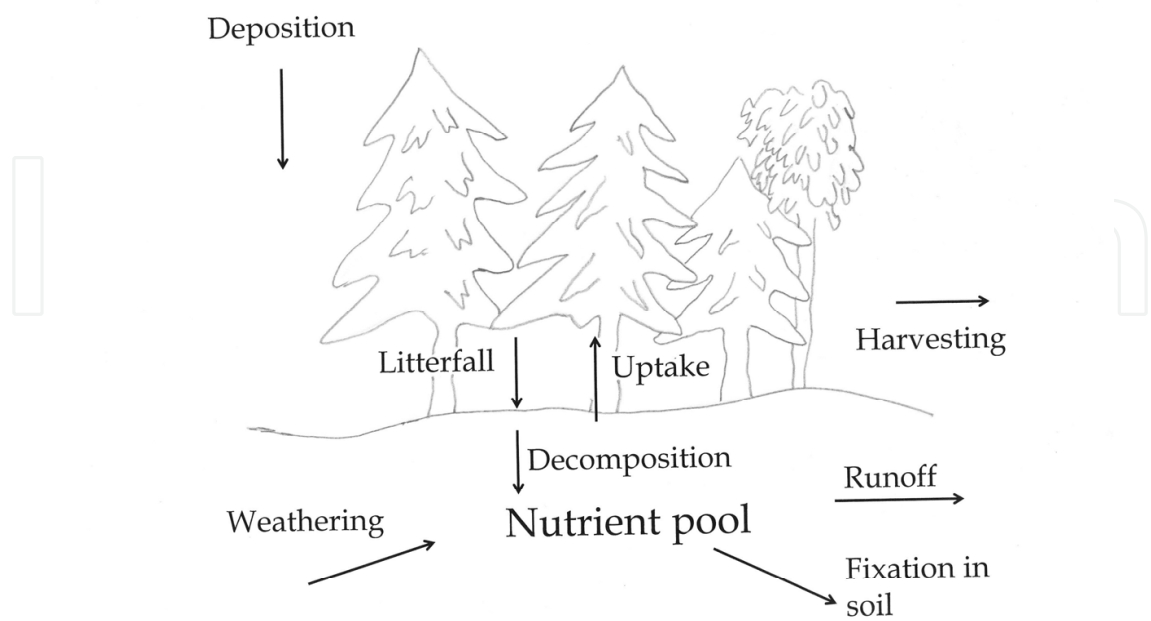 Deposition
Harvesting
Litterfall
Uptake
Decomposition
Runoff
Weathering
Nutrient pool
Fixation in
soil